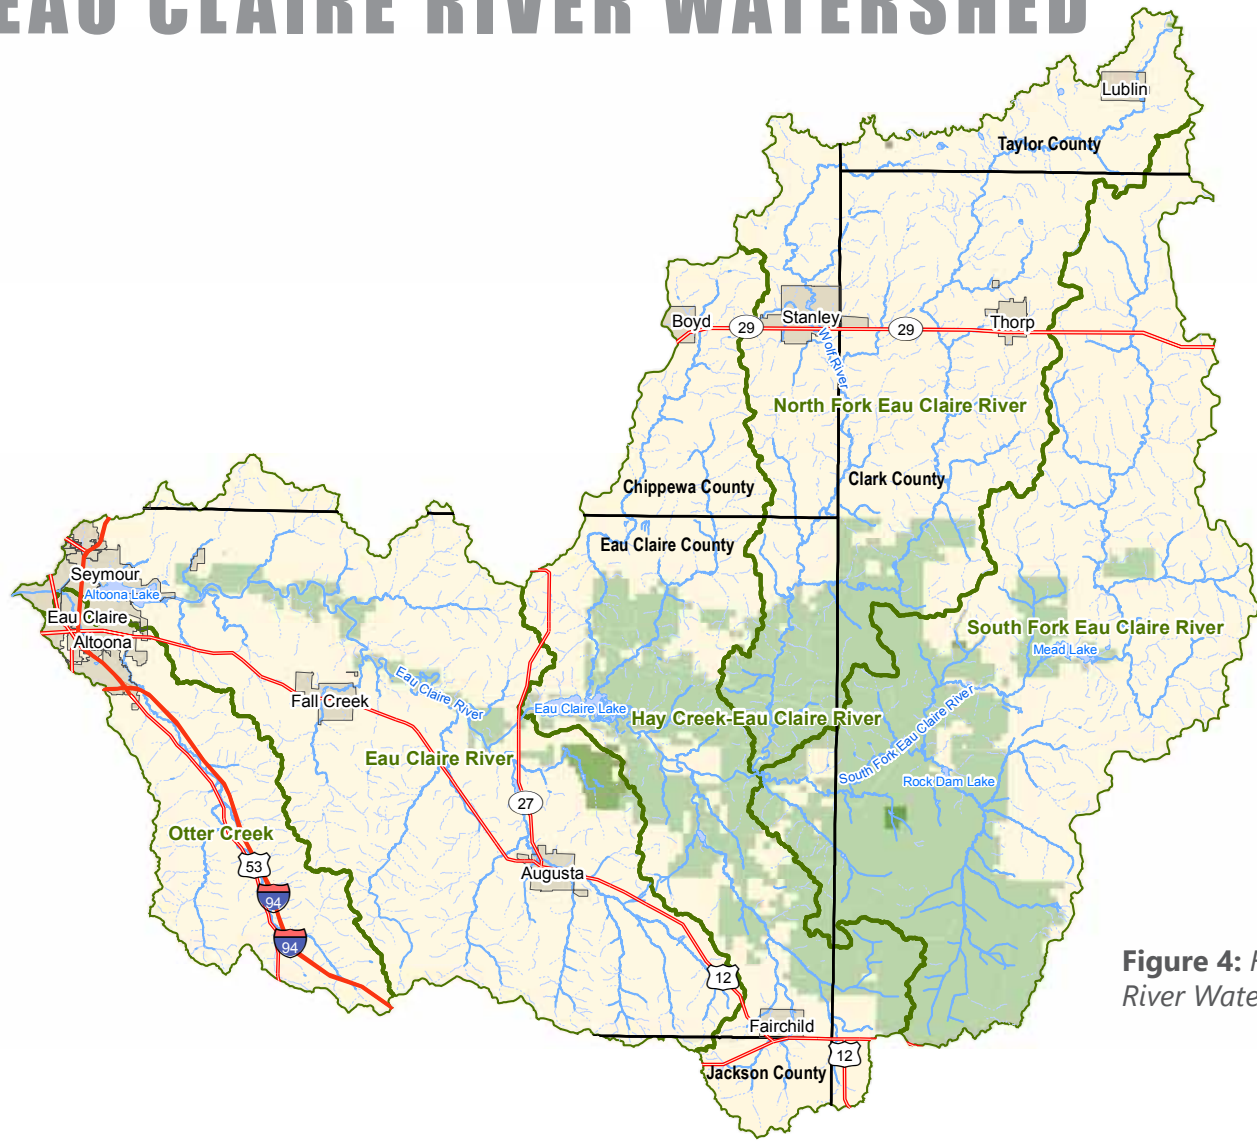 EAU CLAIRE RIVER WATERSHED
Lublin
Taylor County
Boyd
29
Stanley
29
Thorp
Wolf River
North Fork Eau Claire River
Chippewa County
Clark County
Eau Claire County
Seymour
Altoona Lake
Eau Claire
Altoona
South Fork Eau Claire River
Mead Lake
Fall Creek
Eau Claire River
Eau Claire Lake
Hay Creek-Eau Claire River
South Fork Eau Claire River
Eau Claire River
Rock Dam Lake
27
Otter Creek
53
Augusta
94
94
12
Figure 4:
River Wate
Fairchild
12
Jackson County